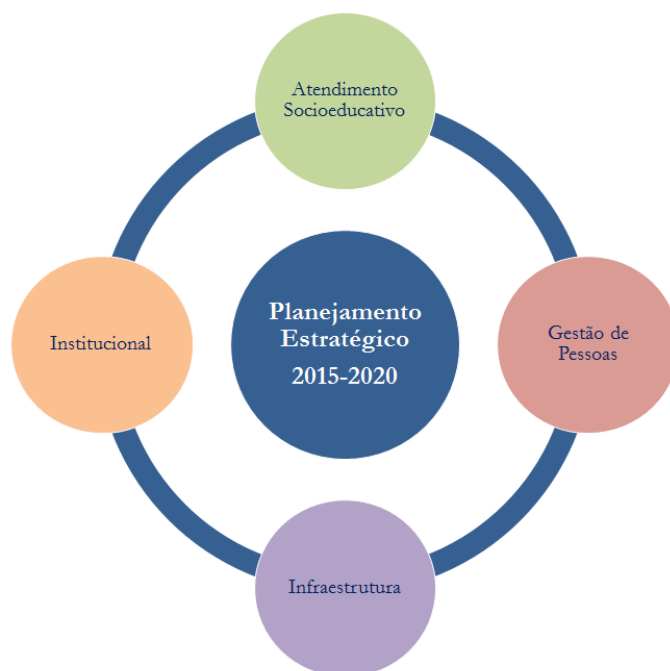 Atendimento
Socioeducativo
Planejamento
Estratégico
2015-2020
Institucional
Gestão de
Pessoas
Infraestrutura